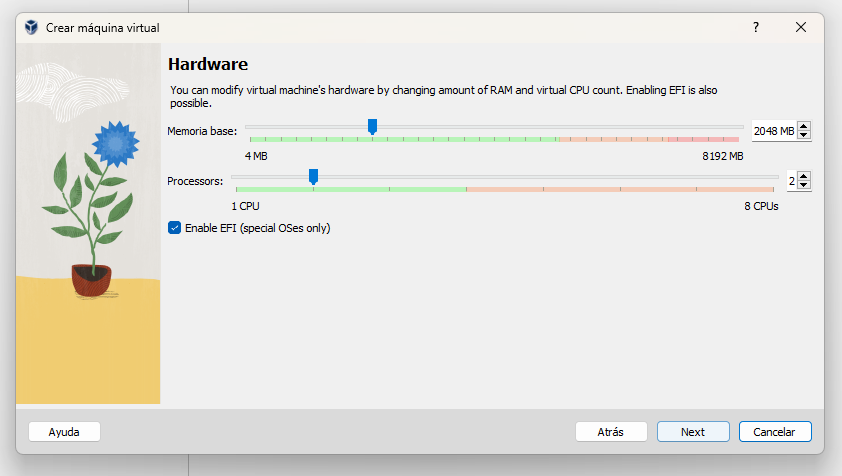 Crear máquina virtual
?
Hardware
You can modify virtual machine's hardware by changing amount of RAM and virtual CPU count. Enabling EFI is also
possible.
Memoria base:
2048 MB
4 MB
8192 MB
Processors:
2
1 CPU
8 CPUs
Enable EFI (special OSes only)
Ayuda
Atrás
Next
Cancelar